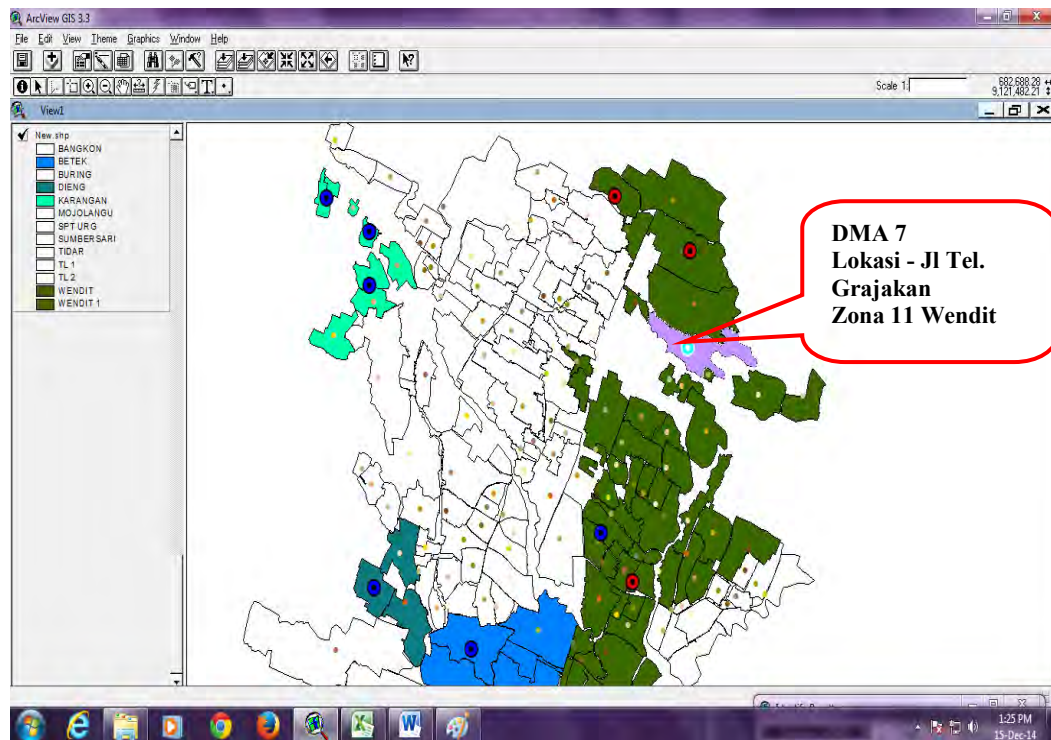 ArcView GIS 3.3
File Edit View Theme Graphics Window Help
Scale 1:
682,688.28
9,121,482.21
View1
New.shp
BANGKON
BETEK
BURING
DIENG
KARANGAN
MOJOLANGU
SPT URG
SUMBERSARI
TIDAR
TL 1
TL 2
WENDIT
WENDIT 1
DMA 7
Lokasi - Jl Tel.
Grajakan
Zona 11 Wendit
1:25 PM
15-Dec-14